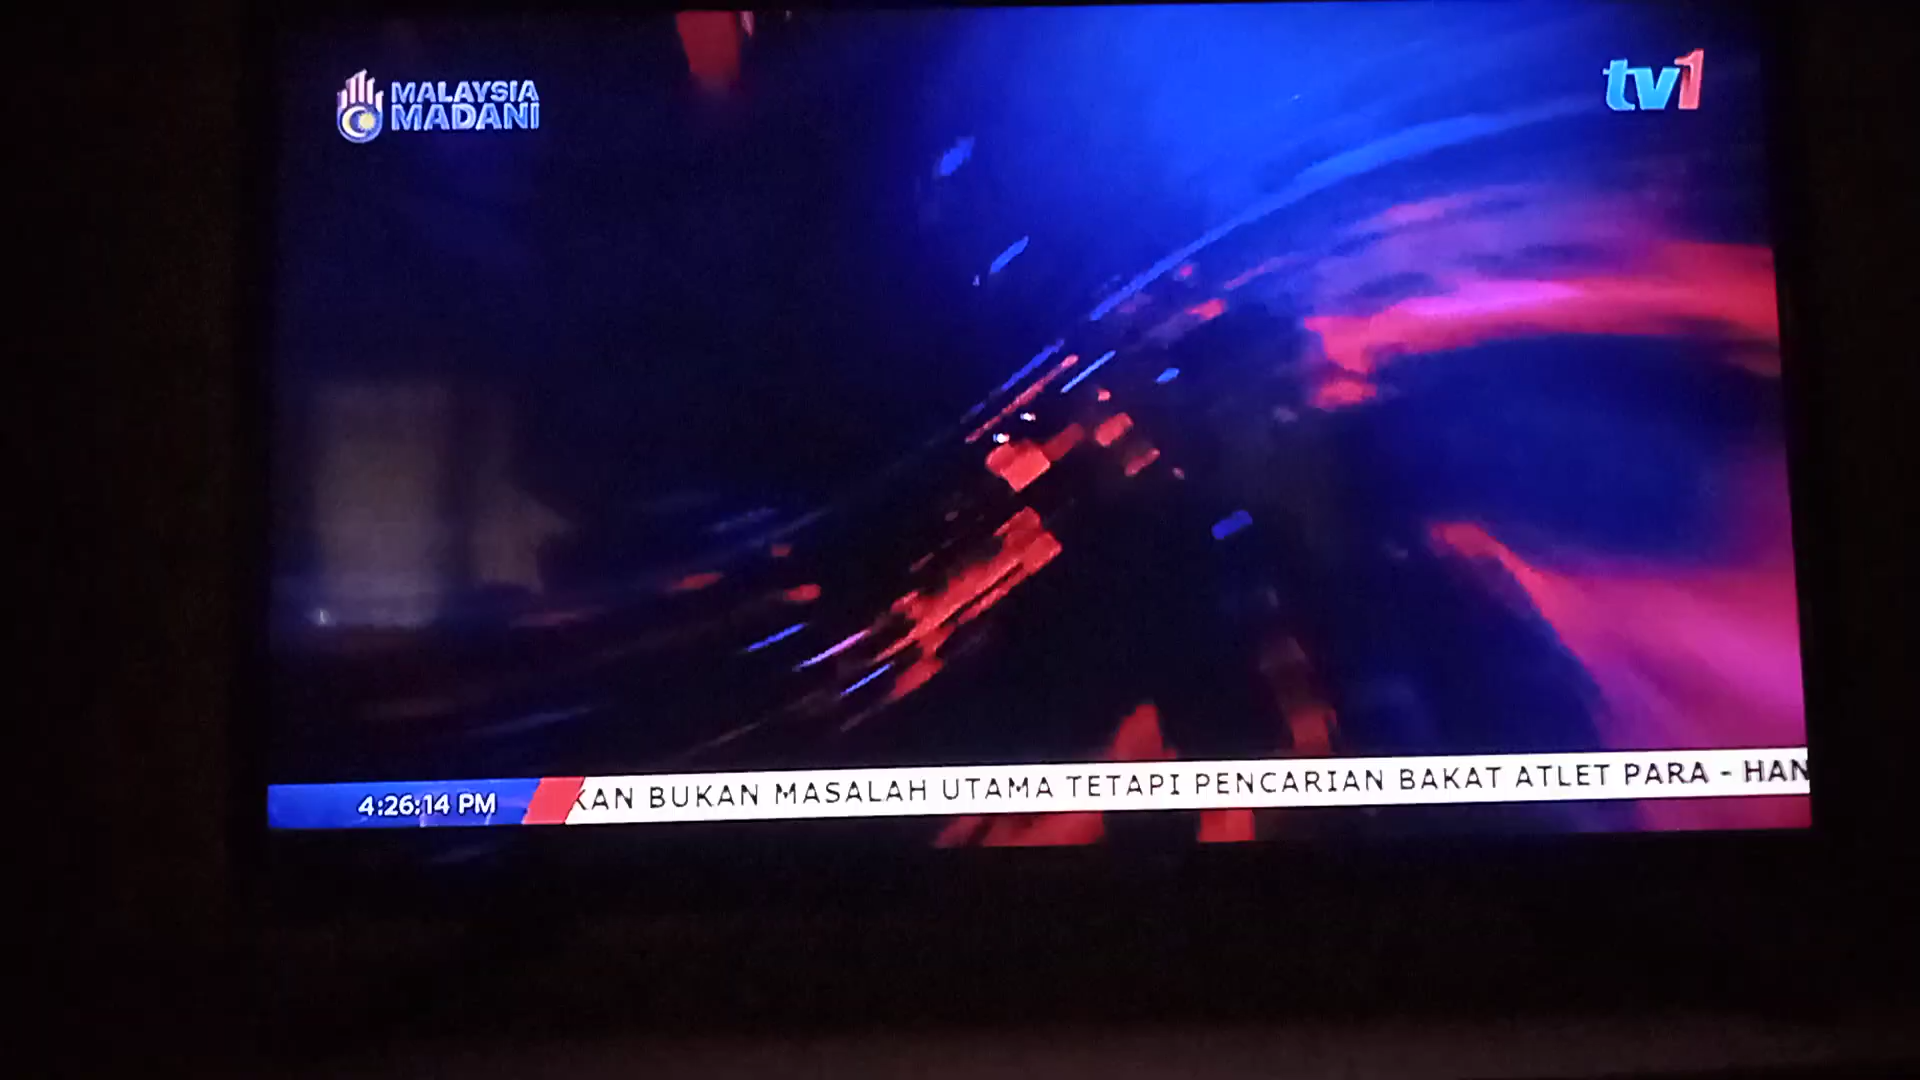 MALAYSIA
MADANI
tv1
4:26:14 PM
KAN BUKAN MASALAH UTAMA TETAPI PENCARIAN BAKAT ATLET PARA - HAN